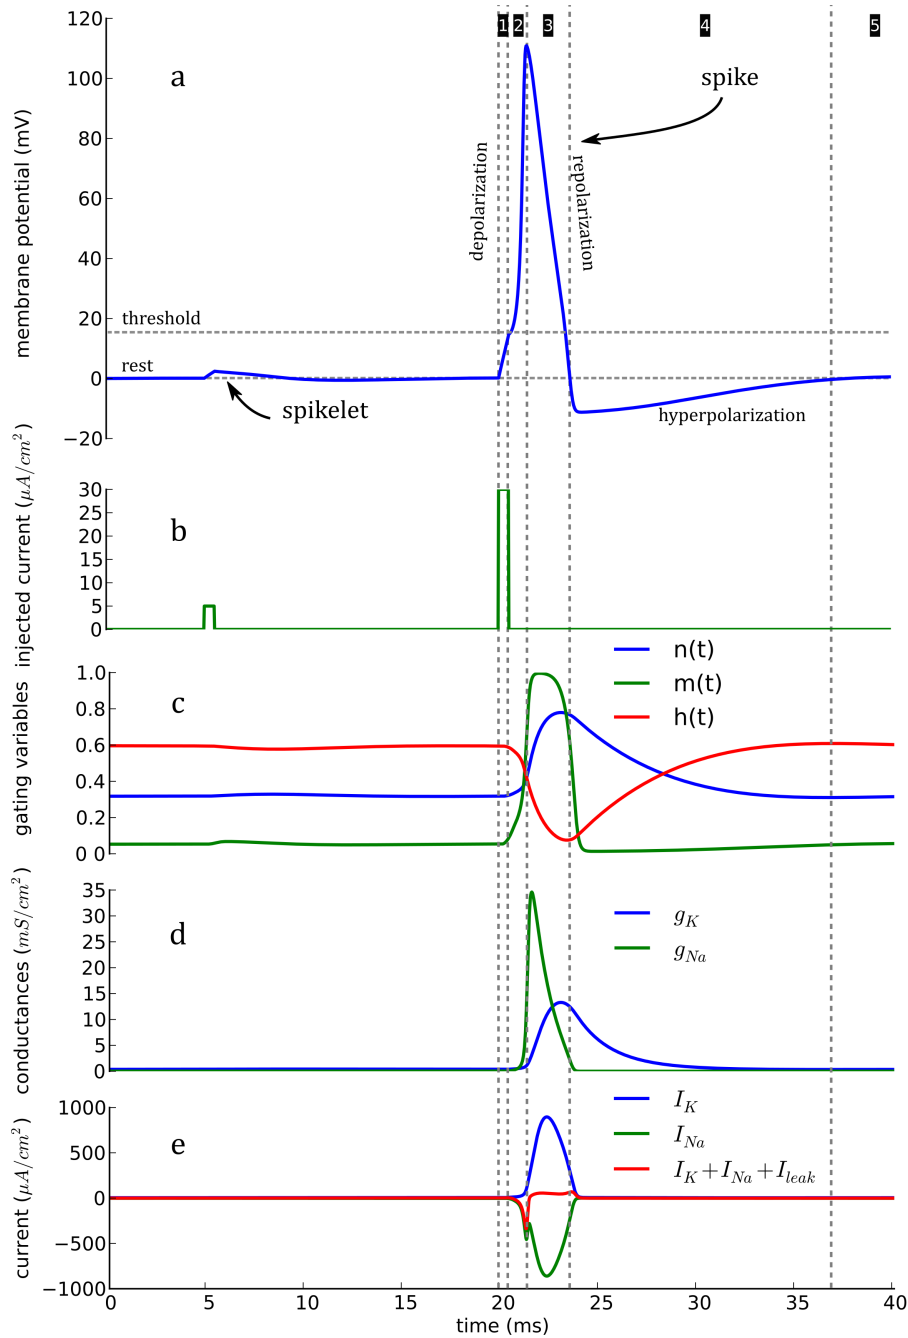 120
1 2 3 4 5
a
spike
100
80
60
40
20
0
−20
membrane potential (mV)
depolarization
repolarization
threshold
rest
spikelet
hyperpolarization
b
30
25
20
15
10
5
0
injected current (μA/cm²)
n(t)
m(t)
h(t)
c
1.0
0.8
0.6
0.4
0.2
0 0
gating variables
d
35
30
25
20
15
10
5
0
conductances (mS/cm²)
g_K
g_Na
e
1000
500
0
−500
−1000
current (μA/cm²)
I_K
I_Na
I_K + I_Na + I_leak
0 5 10 15 20 25 30 35 40
time (ms)